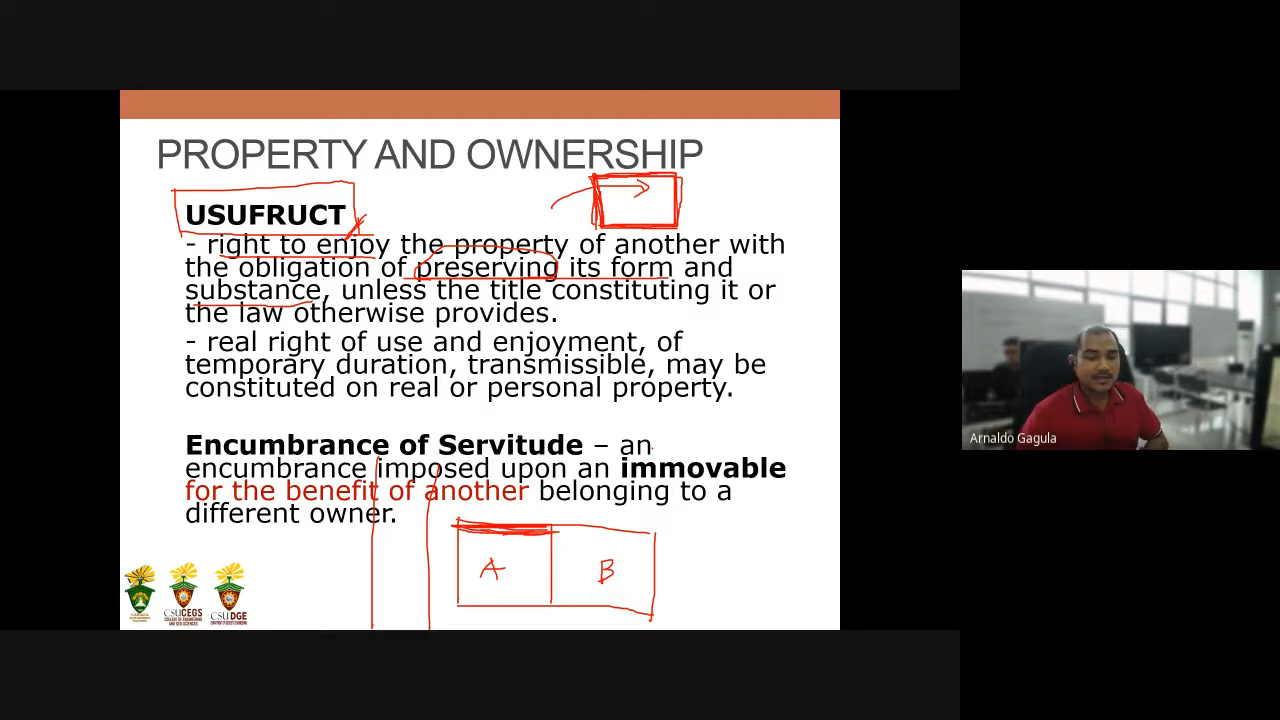 PROPERTY AND OWNERSHIP
USUFRUCT
- right to enjoy the property of another with
the obligation of preserving its form and
substance, unless the title constituting it or
the law otherwise provides.
- real right of use and enjoyment, of
temporary duration, transmissible, may be
constituted on real or personal property.
Encumbrance of Servitude – an
encumbrance imposed upon an immovable
for the benefit of another belonging to a
different owner.
A B
CSUCEGS
CSU DGE
Arnaldo Gagula